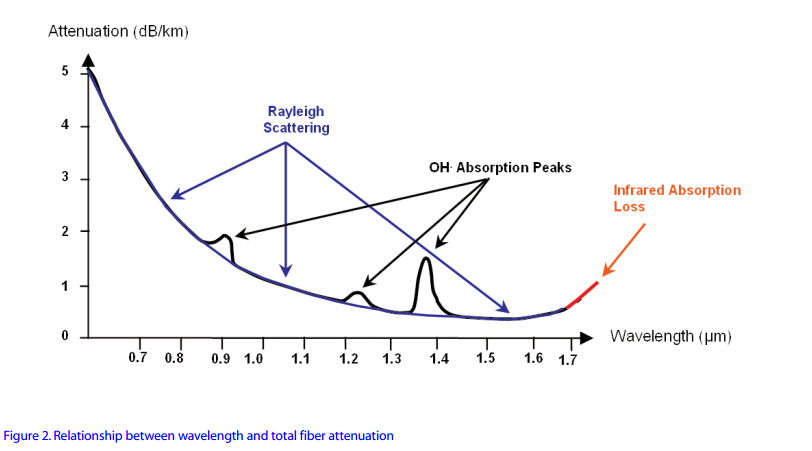 Attenuation (dB/km)
5
4
3
2
1
0
Rayleigh
Scattering
OH- Absorption Peaks
Infrared Absorption
Loss
Wavelength (µm)
0.7 0.8 0.9 1.0 1.1 1.2 1.3 1.4 1.5 1.6 1.7
Figure 2. Relationship between wavelength and total fiber attenuation